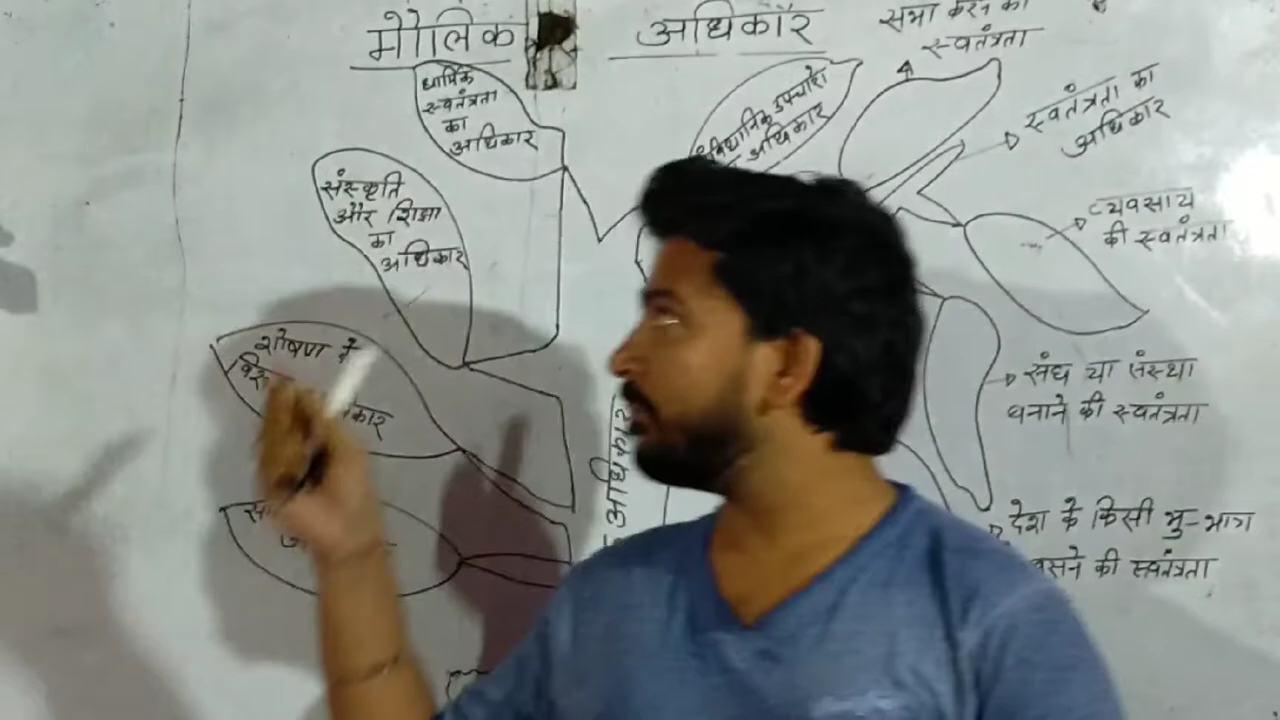 मौलिक अधिकार
सभा करने की
स्वतंत्रता
धार्मिक
स्वतंत्रता
का
अधिकार
उपचारों
अधिकार
स्वतंत्रता का
अधिकार
संस्कृति
और शिक्षा
का
अधिकार
व्यवसाय
की स्वतंत्रता
शोषण के
संघ या संस्था
बनाने की स्वतंत्रता
अधिकार
देश के किसी भु-भाग
बसने की स्वतंत्रता